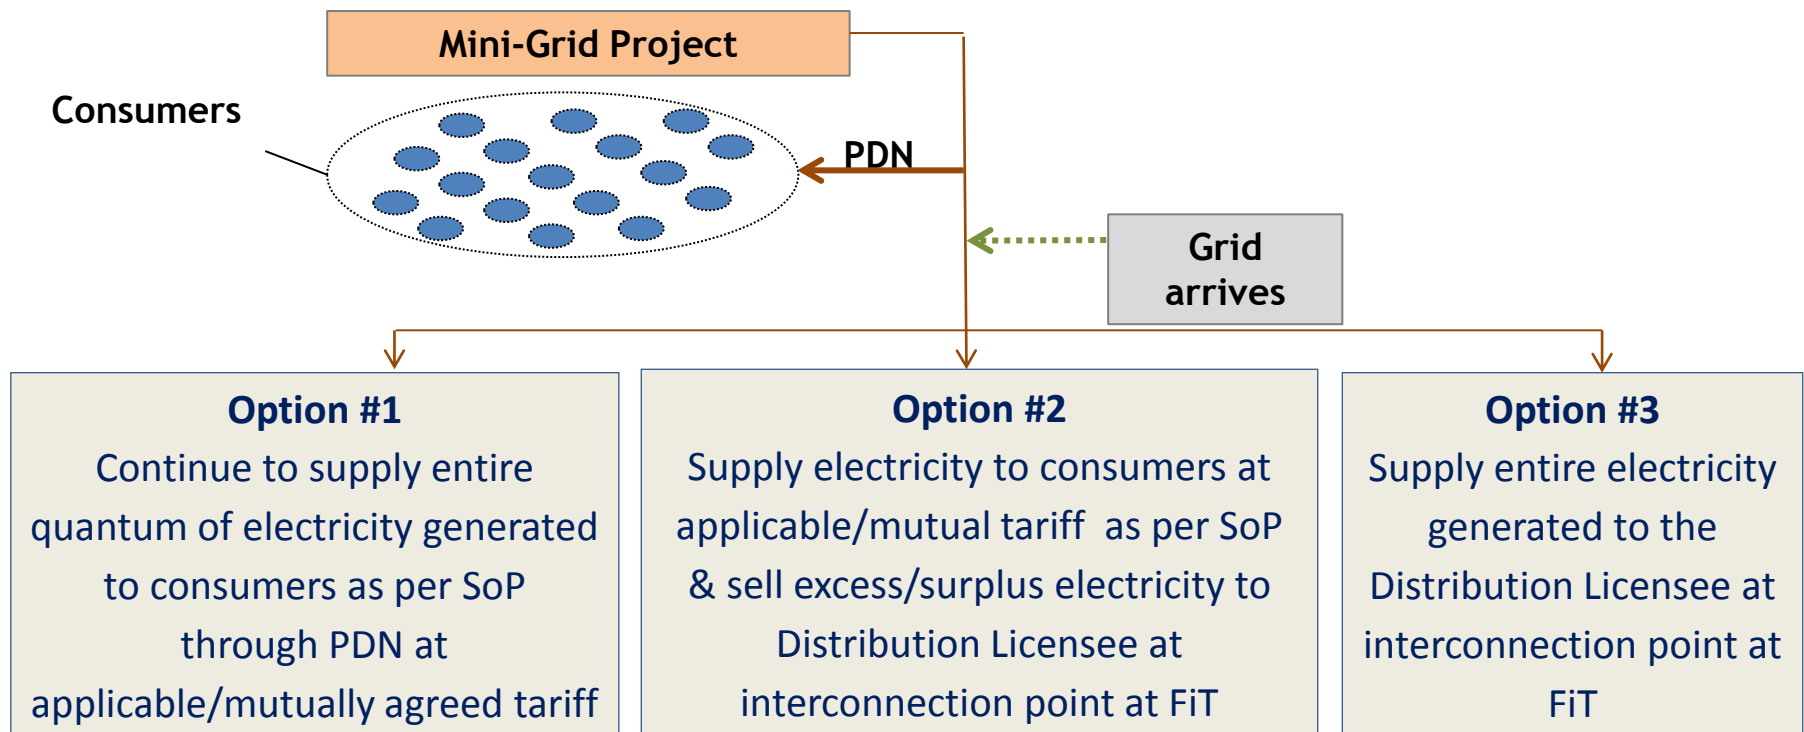 Mini-Grid Project
Consumers
PDN
Grid
arrives
Option #1
Continue to supply entire
quantum of electricity generated
to consumers as per SoP
through PDN at
applicable/mutually agreed tariff
Option #2
Supply electricity to consumers at
applicable/mutual tariff as per SoP
& sell excess/surplus electricity to
Distribution Licensee at
interconnection point at FiT
Option #3
Supply entire electricity
generated to the
Distribution Licensee at
interconnection point at
FiT